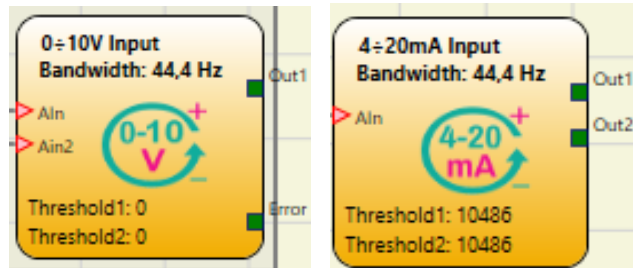 0÷10V Input
Bandwidth: 44,4 Hz
Out1
AIn
Ain2
0-10
V
Threshold1: 0
Threshold2: 0
Error
4÷20mA Input
Bandwidth: 44,4 Hz
Out1
AIn
Out2
4-20
mA
Threshold1: 10486
Threshold2: 10486